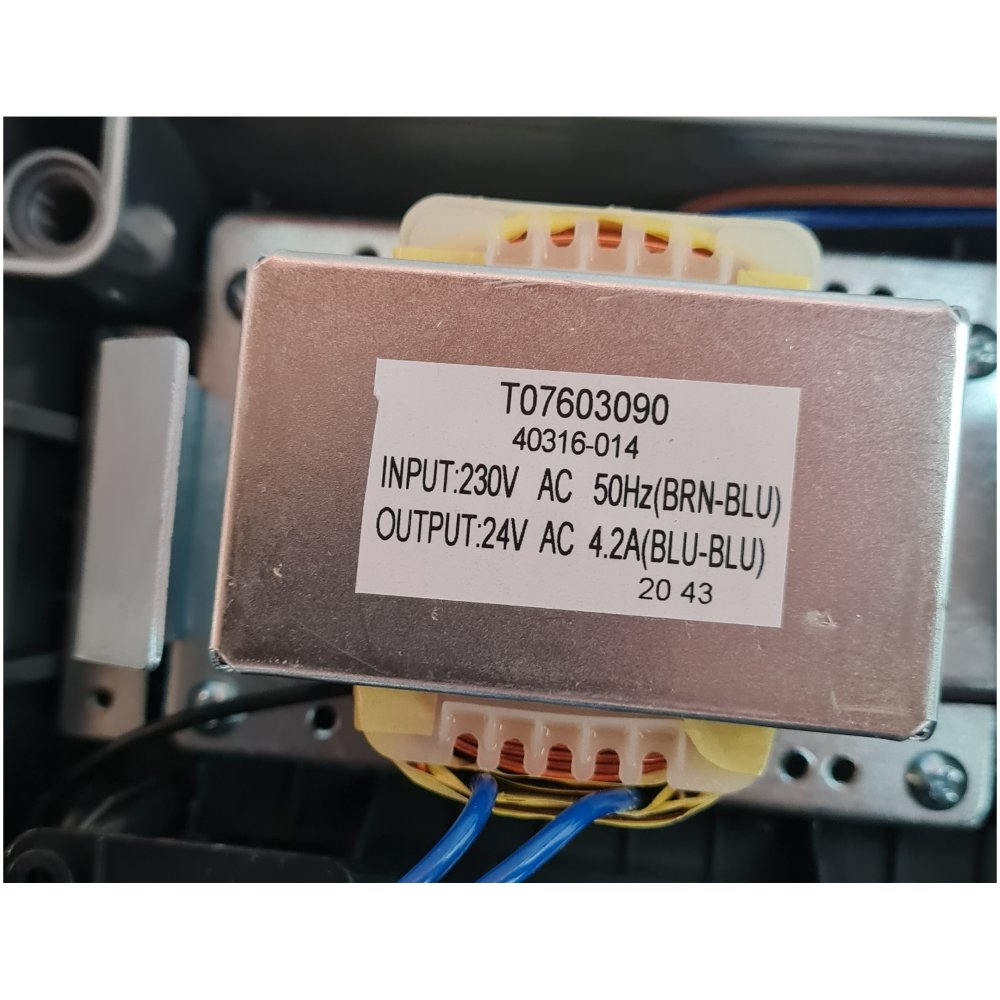 T07603090
40316-014
INPUT:230V AC 50Hz(BRN-BLU)
OUTPUT:24V AC 4.2A(BLU-BLU)
20 43